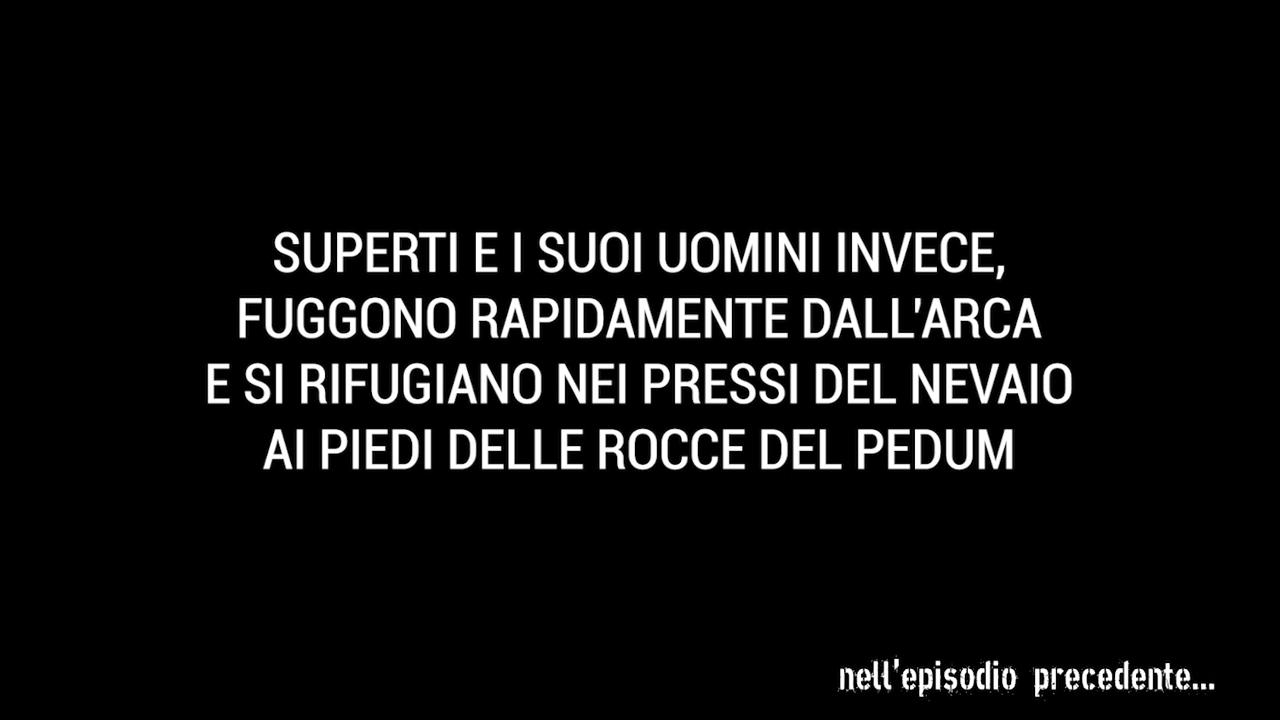 SUPERTI E I SUOI UOMINI INVECE,
FUGGONO RAPIDAMENTE DALL'ARCA
E SI RIFUGIANO NEI PRESSI DEL NEVAIO
AI PIEDI DELLE ROCCE DEL PEDUM
nell'episodio precedente...